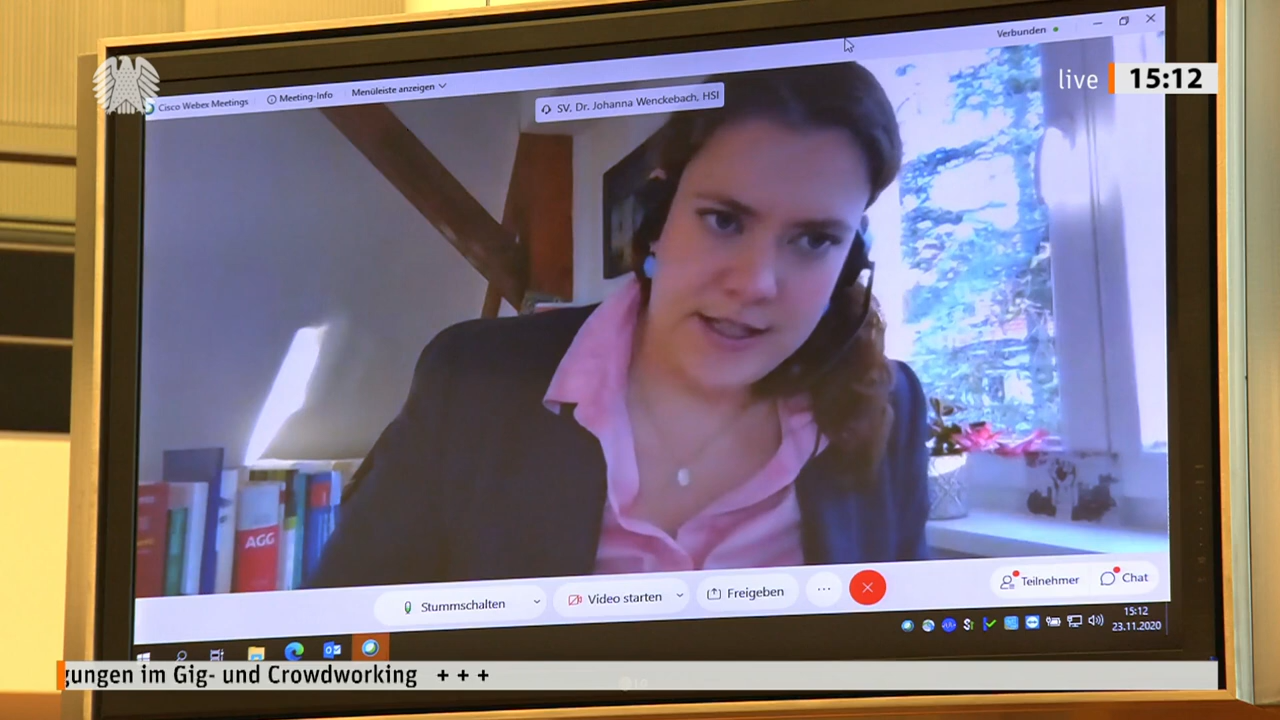 Verbunden
live 15:12
Cisco Webex Meetings Meeting-Info Menüleiste anzeigen
SV. Dr. Johanna Wenckebach, HSI
AGG
Stummschalten Video starten Freigeben ... Teilnehmer Chat
15:12
23.11.2020
gungen im Gig- und Crowdworking +++